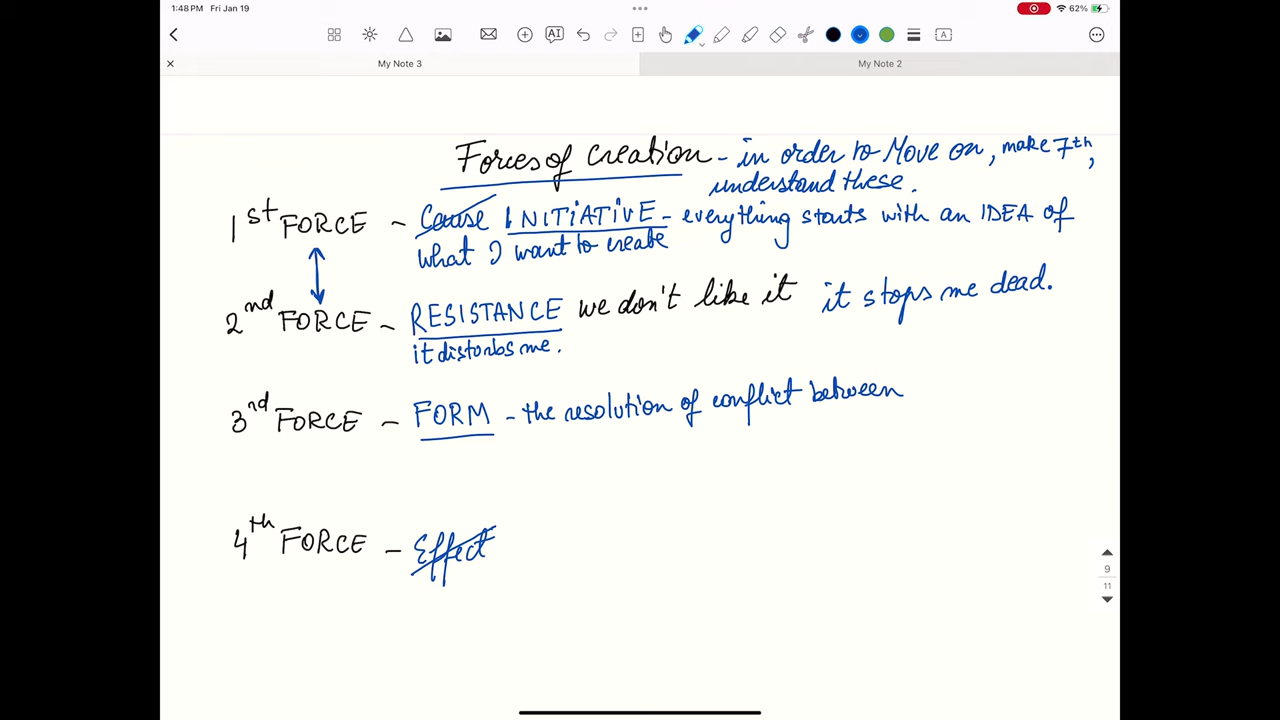 1:48 PM Fri Jan 19
62%
My Note 3
My Note 2
Forces of Creation - in order to Move on, make 7th,
understand these.
1st FORCE - Cause INITIATIVE - everything starts with an IDEA of
what I want to create
2nd FORCE - RESISTANCE we don't like it it stops me dead.
it disturbs me.
3rd FORCE - FORM - the resolution of conflict between
4th FORCE - Effect
9
11